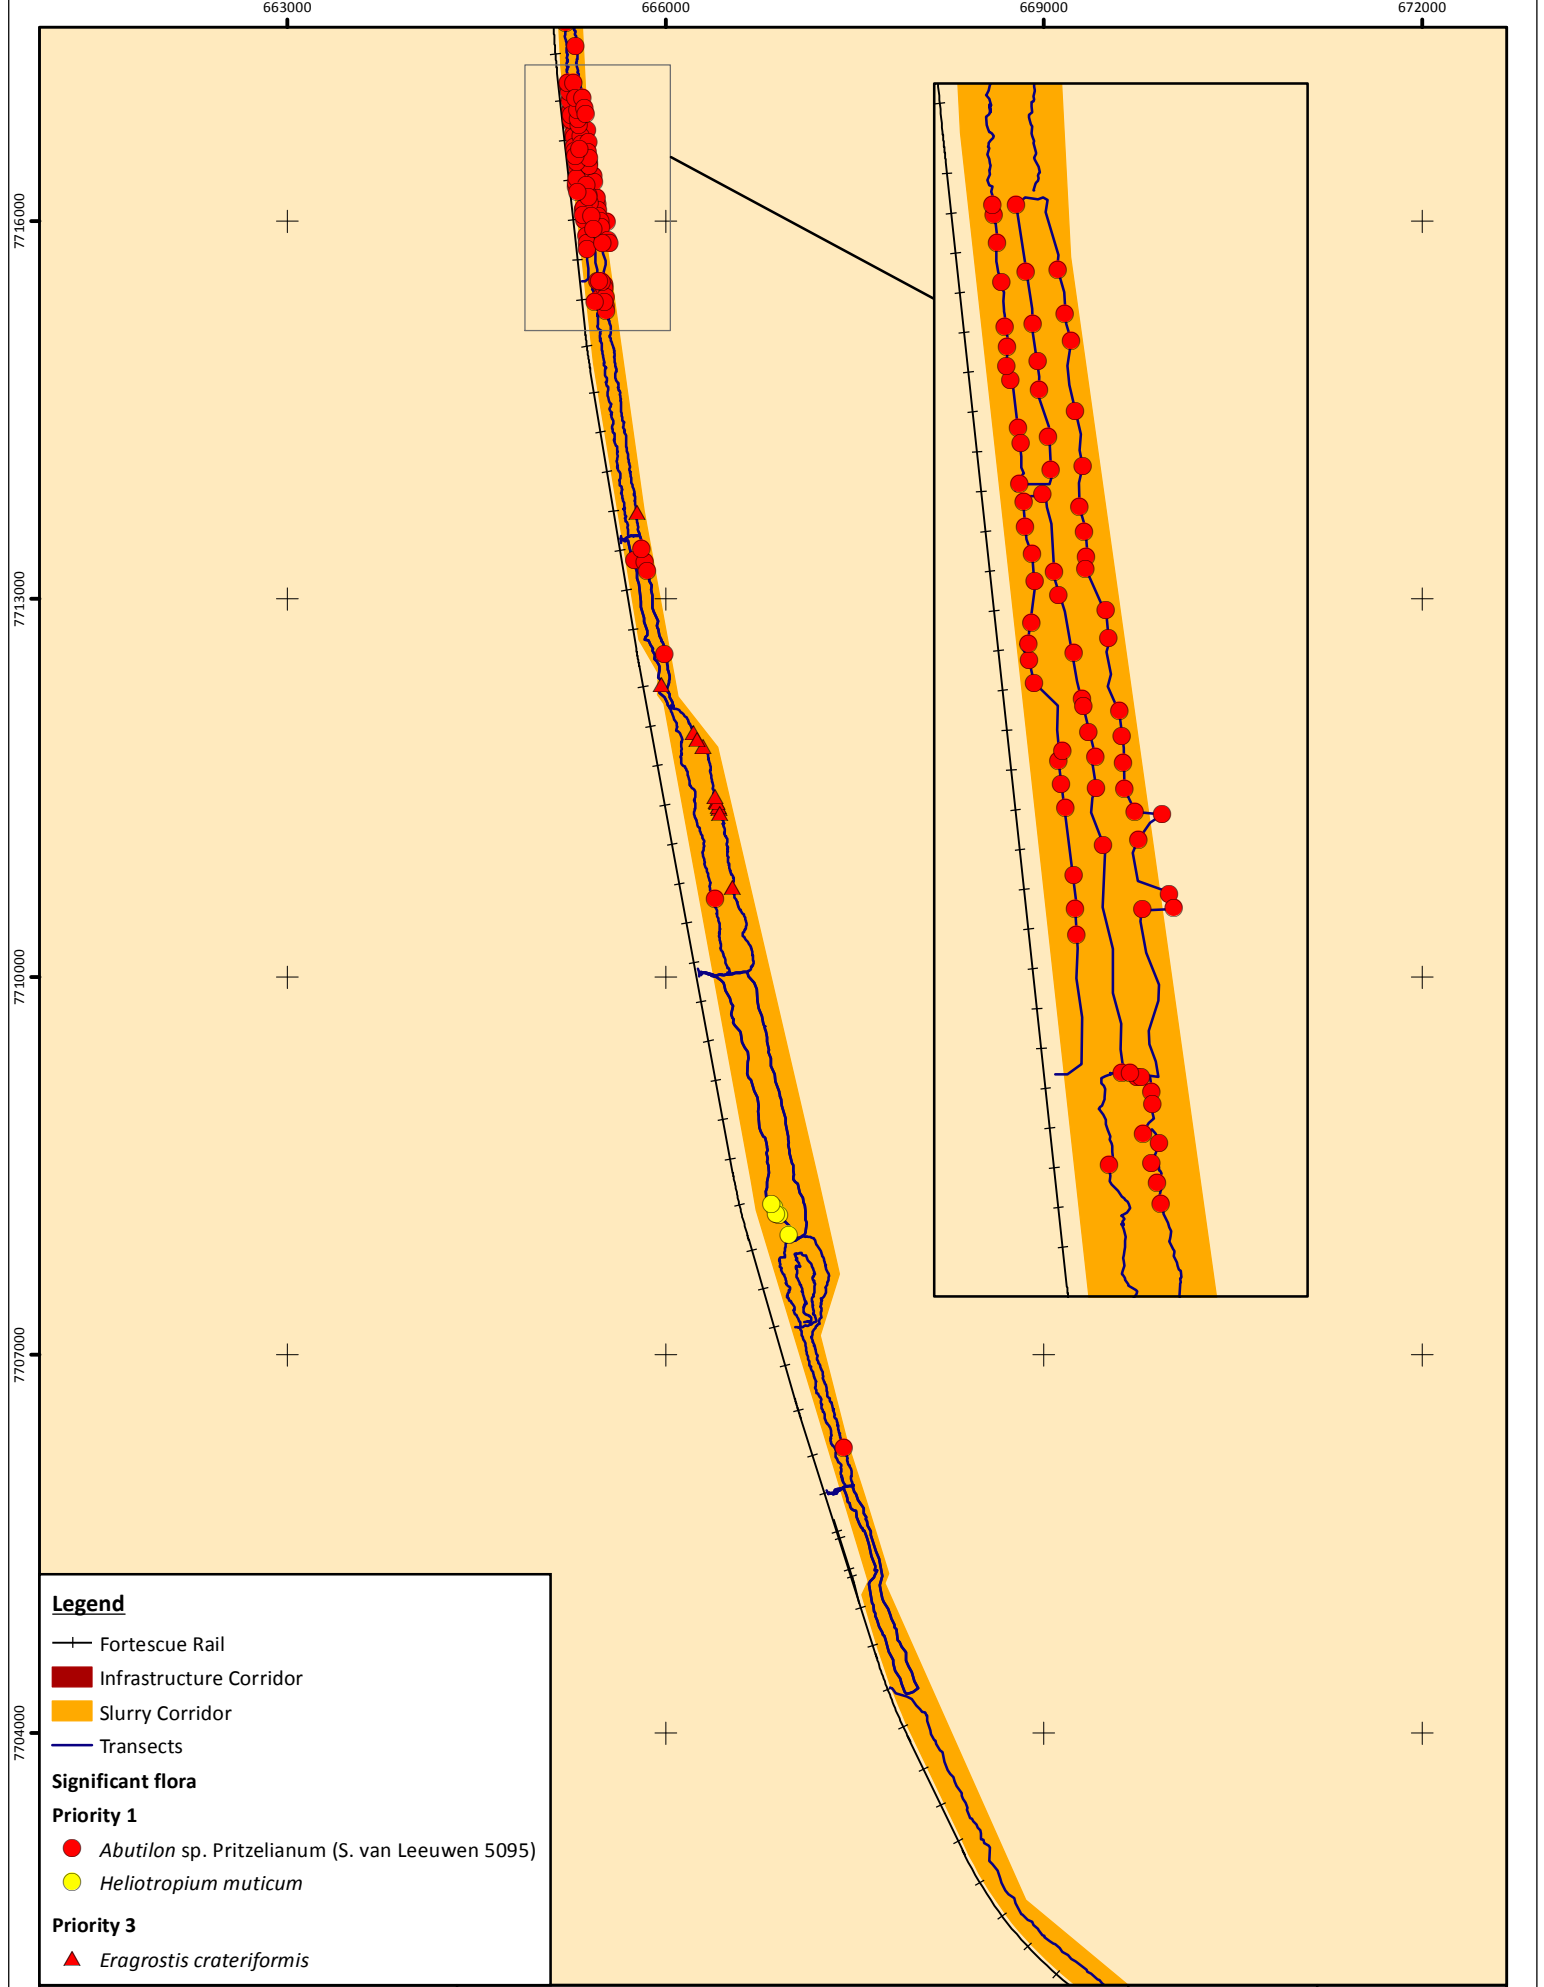 663000 666000 669000 672000
7716000
7713000
7710000
7707000
7704000
Legend
Fortescue Rail
Infrastructure Corridor
Slurry Corridor
Transects
Significant flora
Priority 1
Abutilon sp. Pritzelianum (S. van Leeuwen 5095)
Heliotropium muticum
Priority 3
Eragrostis crateriformis